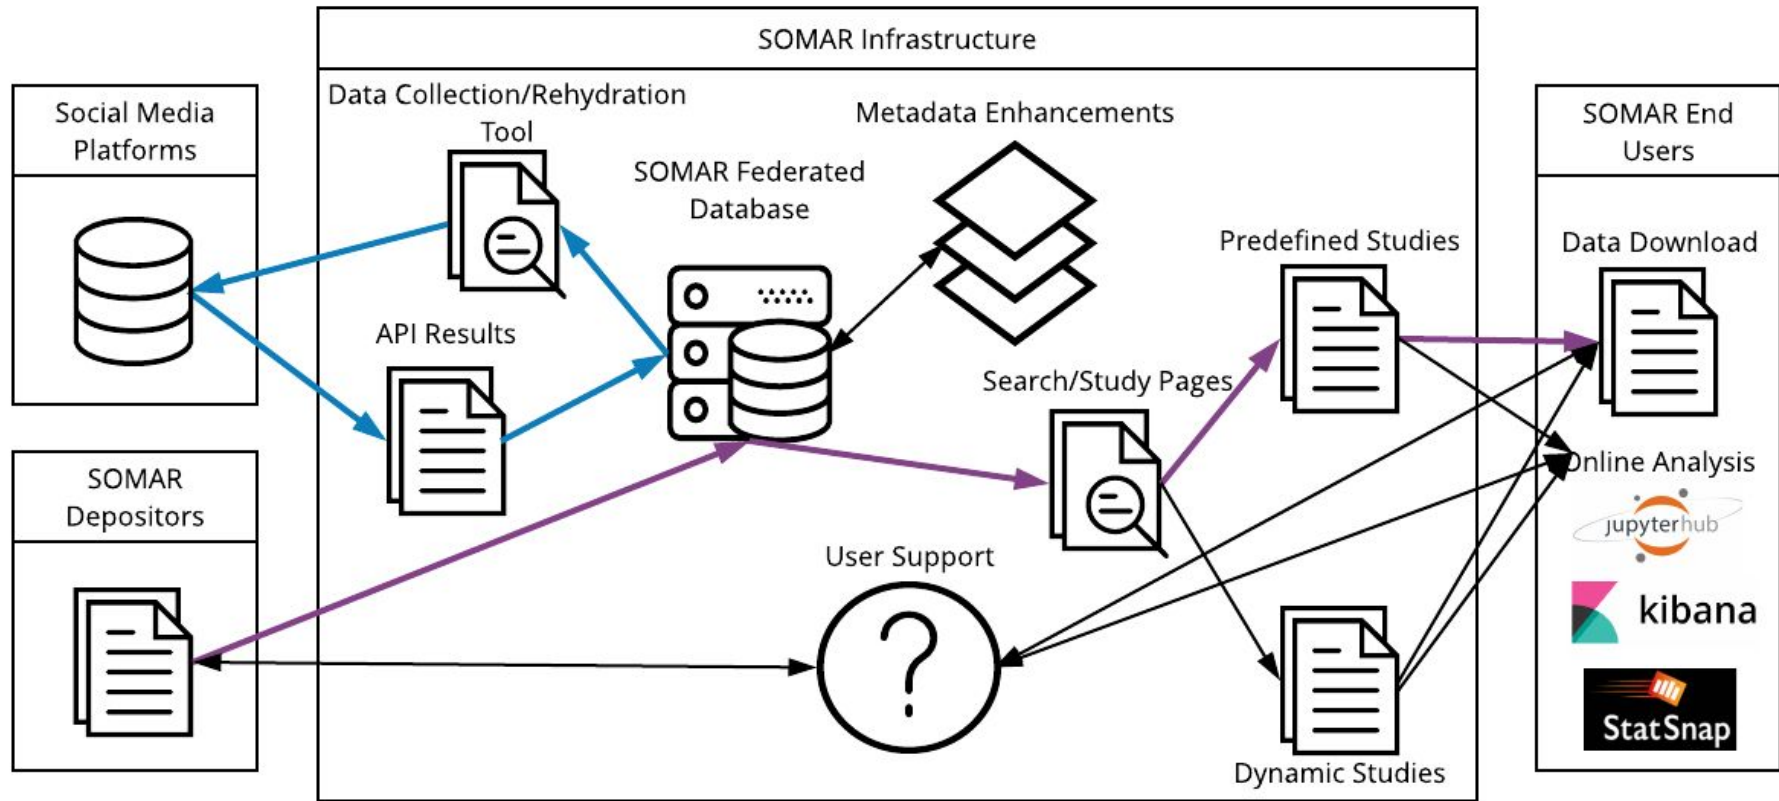 SOMAR Infrastructure
Social Media
Platforms
Data Collection/Rehydration
Tool
Metadata Enhancements
SOMAR Federated
Database
SOMAR End
Users
Predefined Studies
Data Download
API Results
Search/Study Pages
SOMAR
Depositors
Online Analysis
jupyterhub
User Support
?
kibana
StatSnap
Dynamic Studies